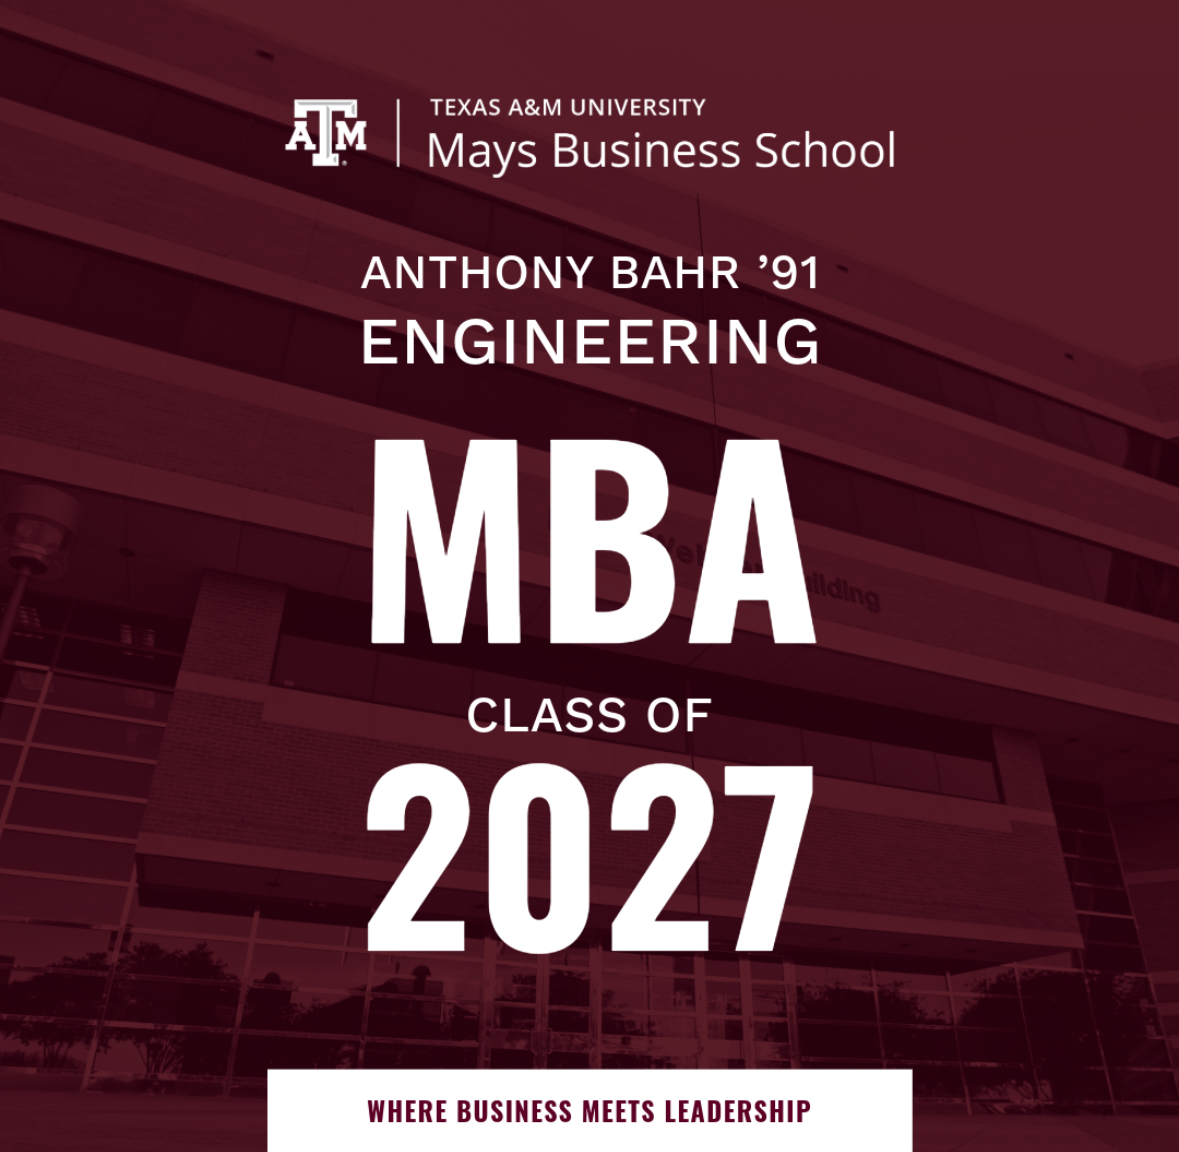 ATM
TEXAS A&M UNIVERSITY
Mays Business School
ANTHONY BAHR ’91
ENGINEERING
MBA
CLASS OF
2027
WHERE BUSINESS MEETS LEADERSHIP